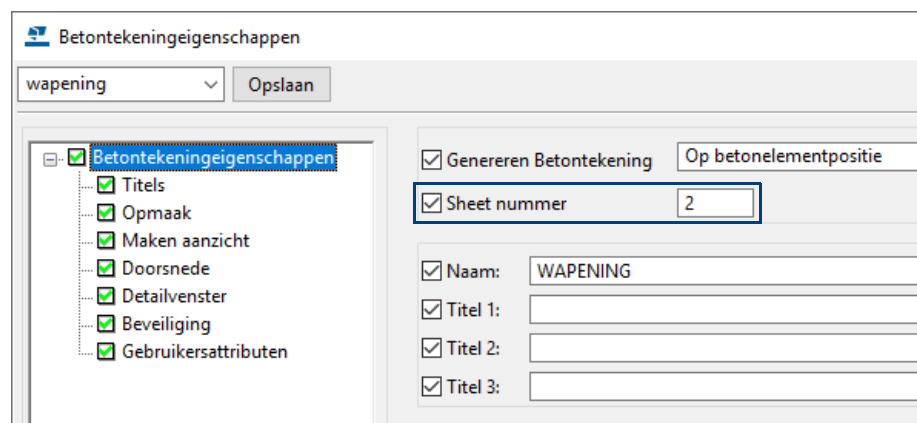 Betontekeningeigenschappen
wapening
Opslaan
Betontekeningeigenschappen
Titels
Opmaak
Maken aanzicht
Doorsnede
Detailvenster
Beveiliging
Gebruikersattributen
Genereren Betontekening Op betonelementpositie
Sheet nummer 2
Naam: WAPENING
Titel 1:
Titel 2:
Titel 3: